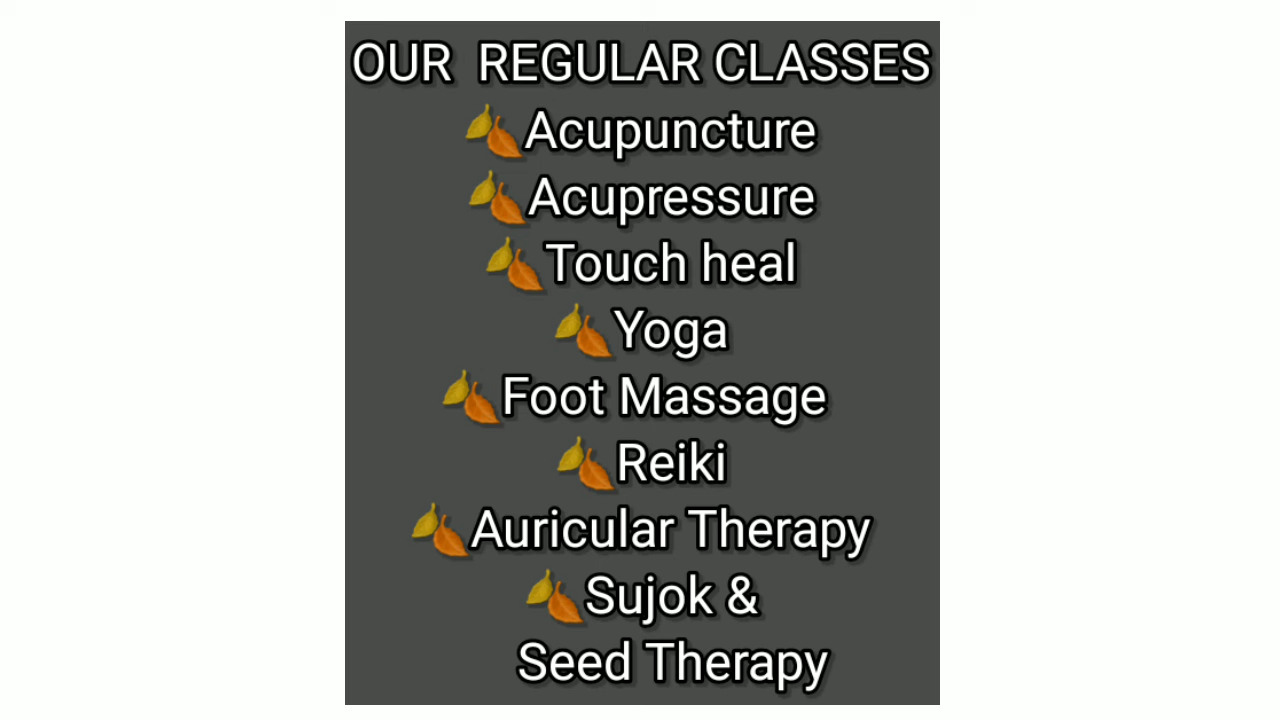 OUR REGULAR CLASSES
🍂Acupuncture
🍂Acupressure
🍂Touch heal
🍂Yoga
🍂Foot Massage
🍂Reiki
🍂Auricular Therapy
🍂Sujok &
Seed Therapy